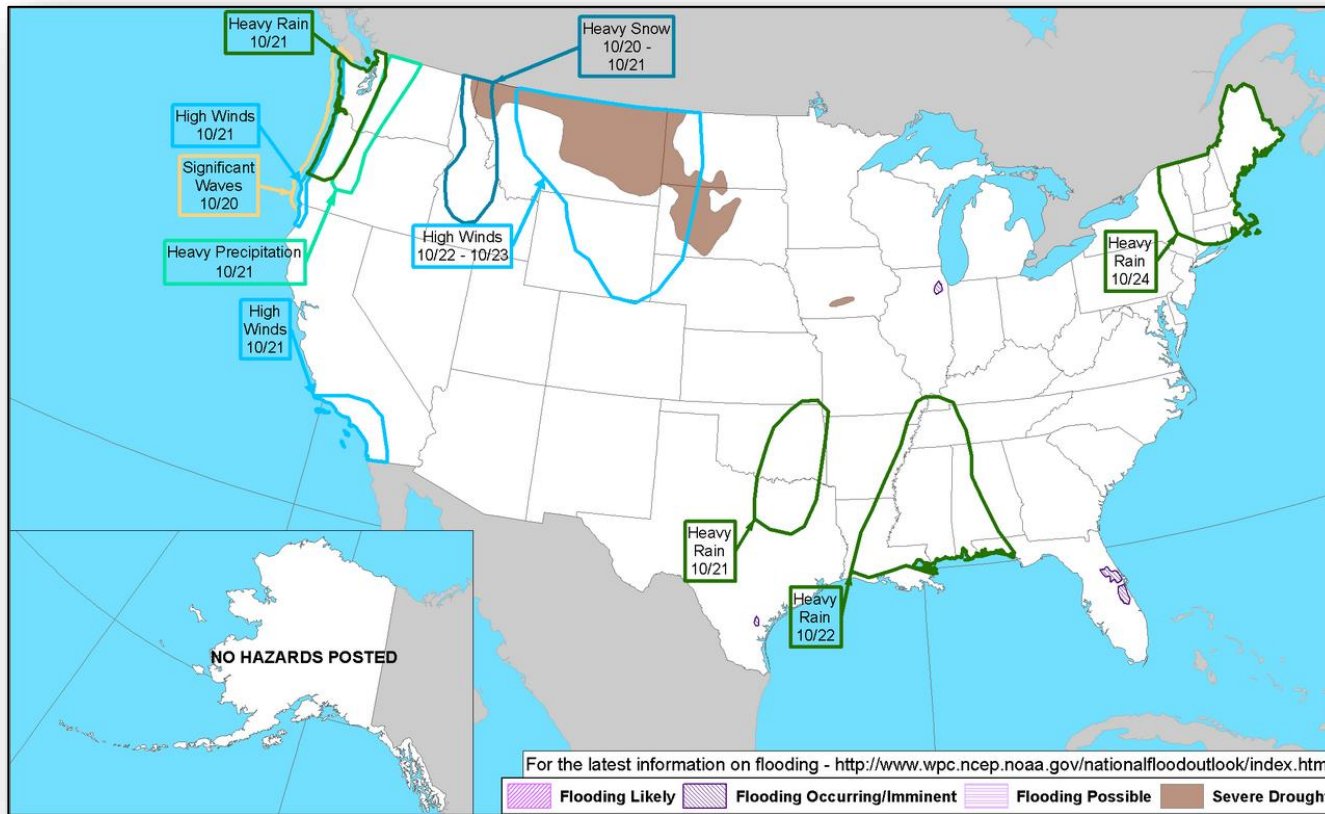 Heavy Rain
10/21
Heavy Snow
10/20 -
10/21
High Winds
10/21
Significant
Waves
10/20
Heavy Precipitation
10/21
High Winds
10/22 - 10/23
High
Winds
10/21
Heavy
Rain
10/24
Heavy
Rain
10/21
Heavy
Rain
10/22
NO HAZARDS POSTED
For the latest information on flooding - http://www.wpc.ncep.noaa.gov/nationalfloodoutlook/index.htm
Flooding Likely
Flooding Occurring/Imminent
Flooding Possible
Severe Drought